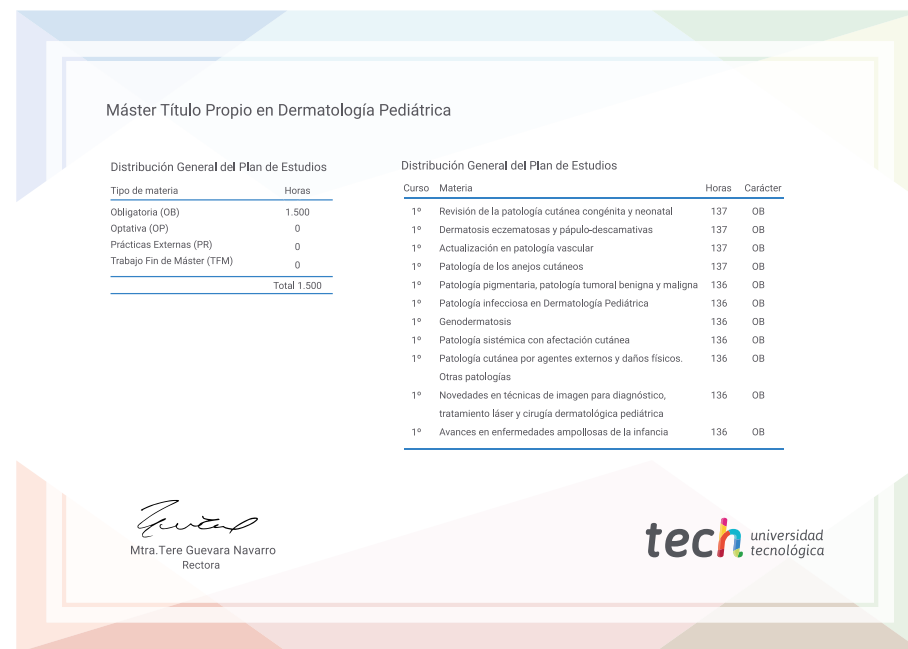 Máster Título Propio en Dermatología Pediátrica
Distribución General del Plan de Estudios
Tipo de materia Horas
Obligatoria (OB) 1.500
Optativa (OP) 0
Prácticas Externas (PR) 0
Trabajo Fin de Máster (TFM) 0
Total 1.500
Distribución General del Plan de Estudios
Curso Materia Horas Carácter
1º Revisión de la patología cutánea congénita y neonatal 137 OB
1º Dermatosis eczematosas y pápulo-descamativas 137 OB
1º Actualización en patología vascular 137 OB
1º Patología de los anejos cutáneos 137 OB
1º Patología pigmentaria, patología tumoral benigna y maligna 136 OB
1º Patología infecciosa en Dermatología Pediátrica 136 OB
1º Genodermatosis 136 OB
1º Patología sistémica con afectación cutánea 136 OB
1º Patología cutánea por agentes externos y daños físicos. 136 OB
Otras patologías
1º Novedades en técnicas de imagen para diagnóstico, 136 OB
tratamiento láser y cirugía dermatológica pediátrica
1º Avances en enfermedades ampollosas de la infancia 136 OB
Mtra.Tere Guevara Navarro
Rectora
tech universidad
tecnológica